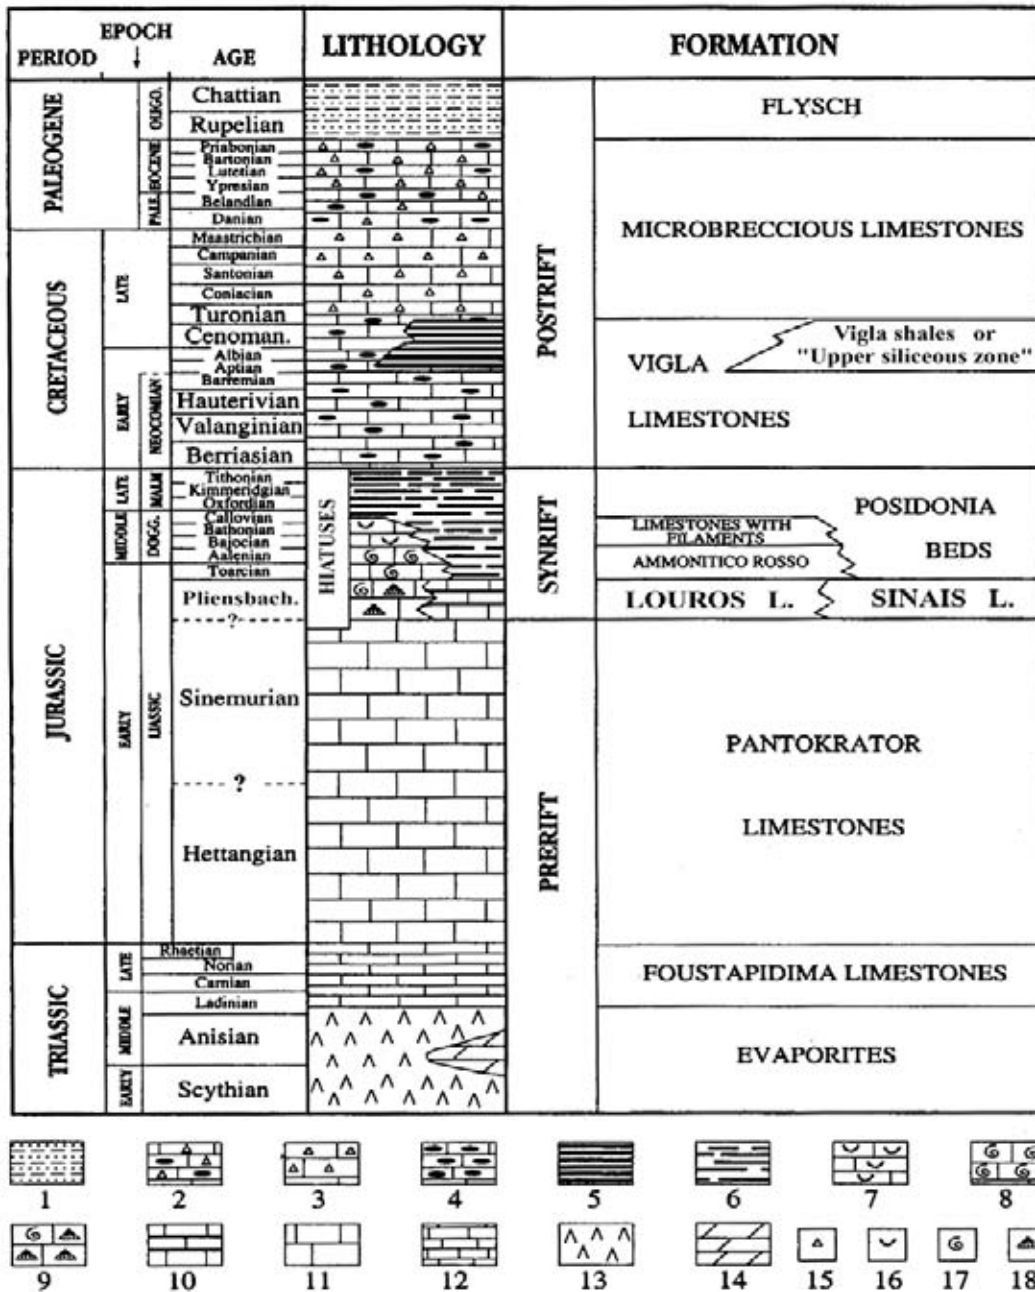 EPOCH
PERIOD
AGE
LITHOLOGY
FORMATION
PALEOGENE
OLIGO.
Chattian
Rupelian
FLYSCH
EOCENE
Priabonian
Bartonian
Lutetian
Ypresian
PALE.
Belandian
Danian
MICROBRECCIOUS LIMESTONES
CRETACEOUS
LATE
Maastrichian
Campanian
Santonian
Coniacian
Turonian
Cenoman.
POSTRIFT
Vigla shales or
"Upper siliceous zone"
VIGLA
LIMESTONES
EARLY
Albian
Aptian
NEOCOMIAN
Barremian
Hauterivian
Valanginian
Berriasian
JURASSIC
LATE
MALM
Tithonian
Kimmeridgian
Oxfordian
MIDDLE
DOGG.
Callovian
Bathonian
Bajocian
Aalenian
HIATUSES
SYNRIFT
POSIDONIA
BEDS
LIMESTONES WITH
FILAMENTS
AMMONITICO ROSSO
EARLY
LIASSIC
Toarcian
Pliensbach.
?
LOUROS L.
SINAIS L.
Sinemurian
?
Hettangian
PRERIFT
PANTOKRATOR
LIMESTONES
TRIASSIC
LATE
Rhaetian
Norian
Carnian
FOUSTAPIDIMA LIMESTONES
MIDDLE
Ladinian
Anisian
EARLY
Scythian
EVAPORITES
1 2 3 4 5 6 7 8
9 10 11 12 13 14 15 16 17 18